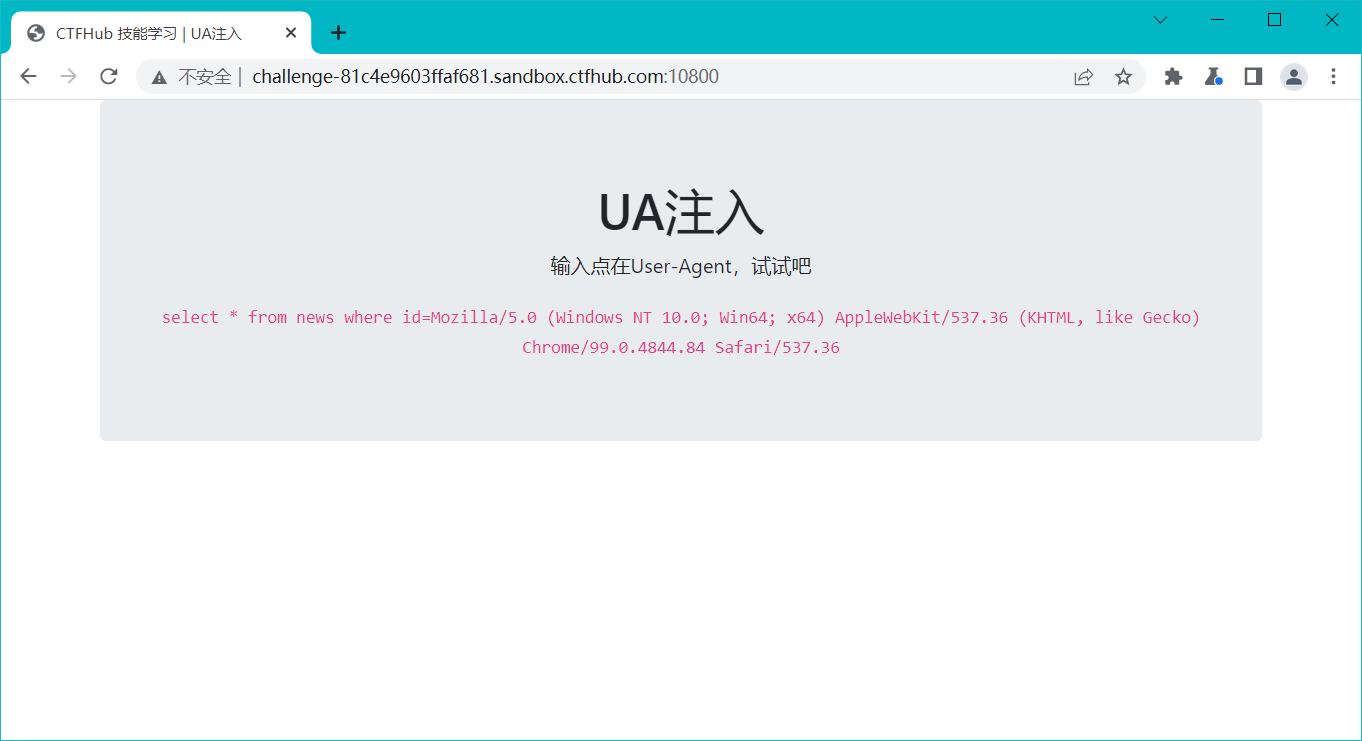 CTFHub 技能学习 | UA注入
不安全 | challenge-81c4e9603ffaf681.sandbox.ctfhub.com:10800
UA注入
输入点在User-Agent，试试吧
select * from news where id=Mozilla/5.0 (Windows NT 10.0; Win64; x64) AppleWebKit/537.36 (KHTML, like Gecko)
Chrome/99.0.4844.84 Safari/537.36